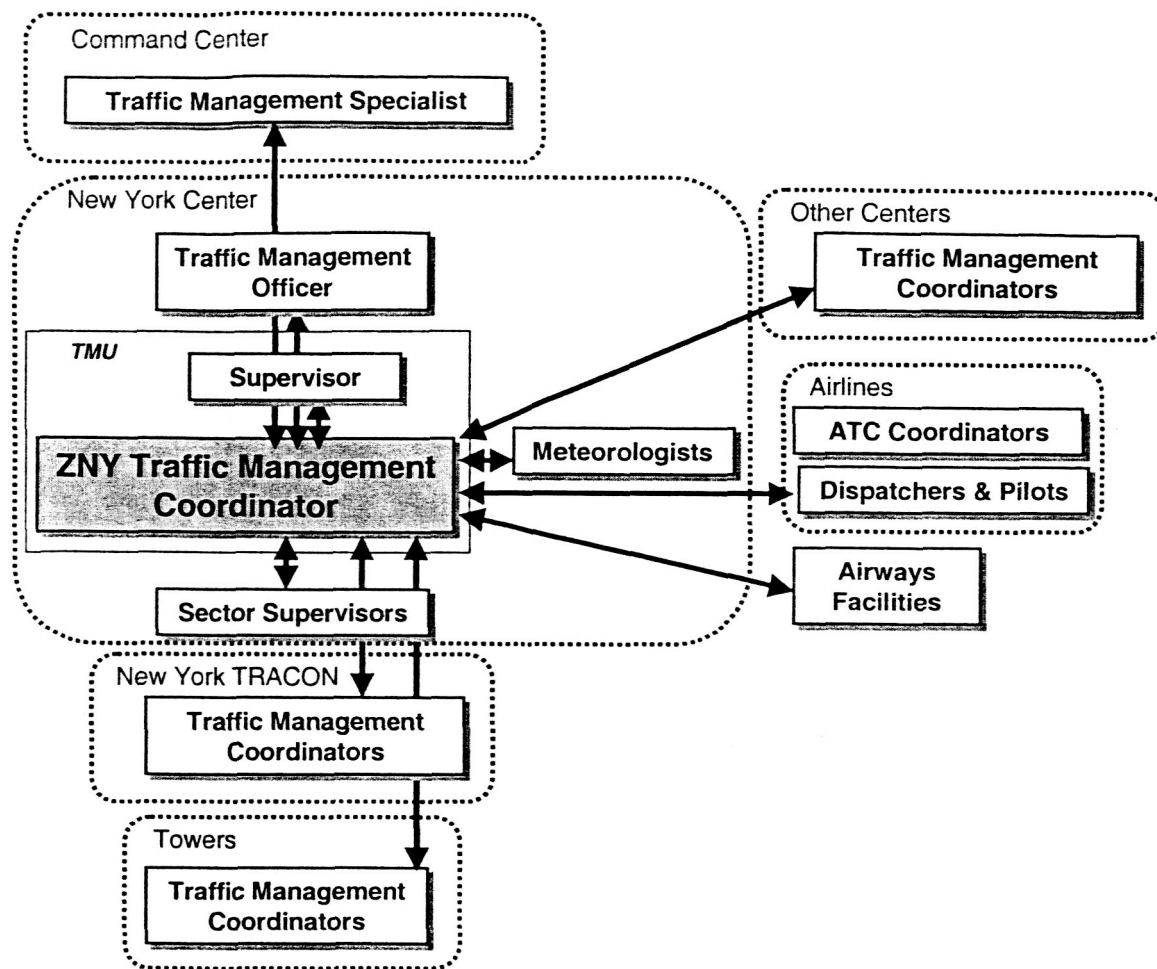 Command Center
Traffic Management Specialist
New York Center
Traffic Management
Officer
TMU
Supervisor
ZNY Traffic Management
Coordinator
Meteorologists
Sector Supervisors
Other Centers
Traffic Management
Coordinators
Airlines
ATC Coordinators
Dispatchers & Pilots
Airways
Facilities
New York TRACON
Traffic Management
Coordinators
Towers
Traffic Management
Coordinators